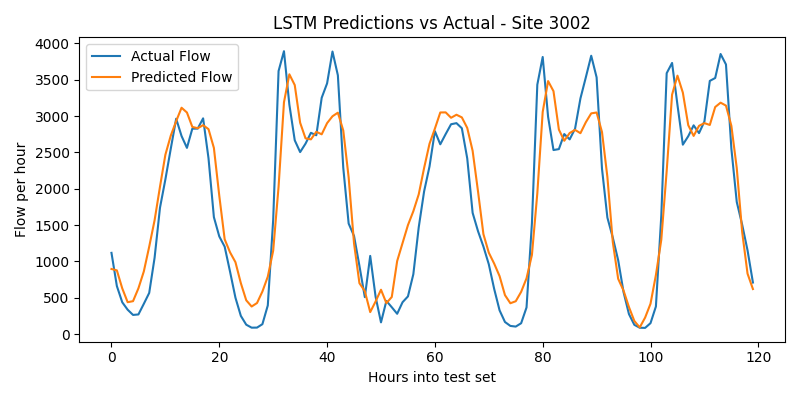 LSTM Predictions vs Actual - Site 3002
Actual Flow
Predicted Flow
Flow per hour
4000
3500
3000
2500
2000
1500
1000
500
0
0 20 40 60 80 100 120
Hours into test set